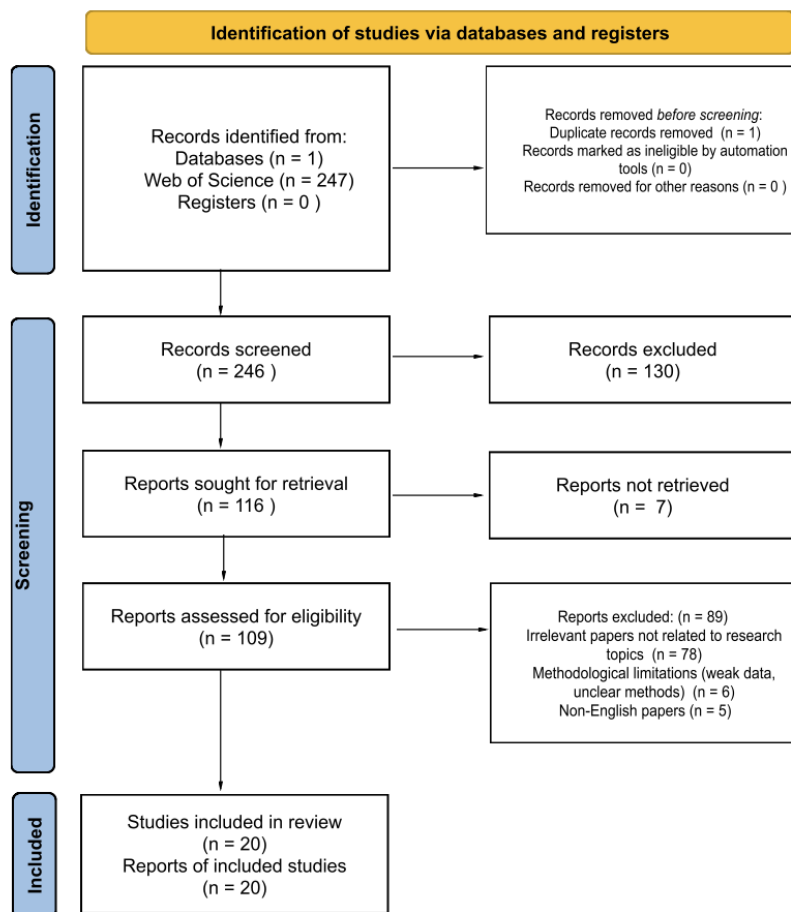 Identification of studies via databases and registers
Identification
Records identified from:
Databases (n = 1)
Web of Science (n = 247)
Registers (n = 0 )
Records removed before screening:
Duplicate records removed  (n = 1)
Records marked as ineligible by automation
tools (n = 0)
Records removed for other reasons (n = 0 )
Screening
Records screened
(n = 246 )
Records excluded
(n = 130)
Reports sought for retrieval
(n = 116 )
Reports not retrieved
(n =  7)
Reports assessed for eligibility
(n = 109)
Reports excluded: (n = 89)
Irrelevant papers not related to research
topics  (n = 78)
Methodological limitations (weak data,
unclear methods)  (n = 6)
Non-English papers (n = 5)
Included
Studies included in review
(n = 20)
Reports of included studies
(n = 20)